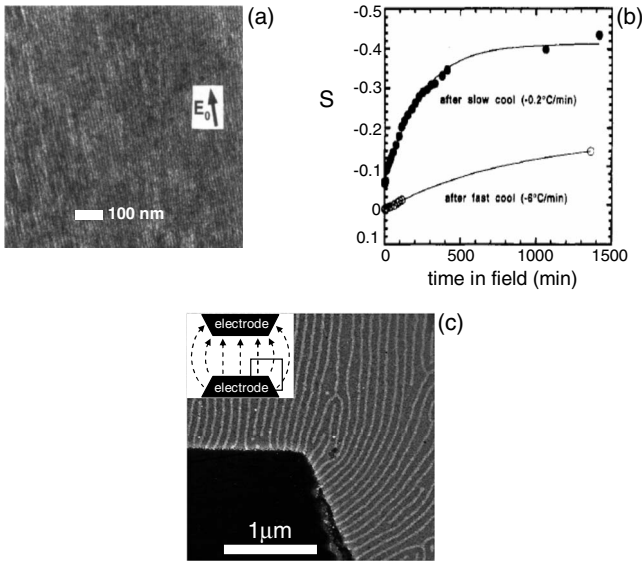 (a)
E₀
100 nm
(b)
-0.5
-0.4
-0.3
-0.2
-0.1
0
0.1
S
after slow cool (-0.2°C/min)
after fast cool (-6°C/min)
0
500
1000
1500
time in field (min)
(c)
electrode
electrode
1μm